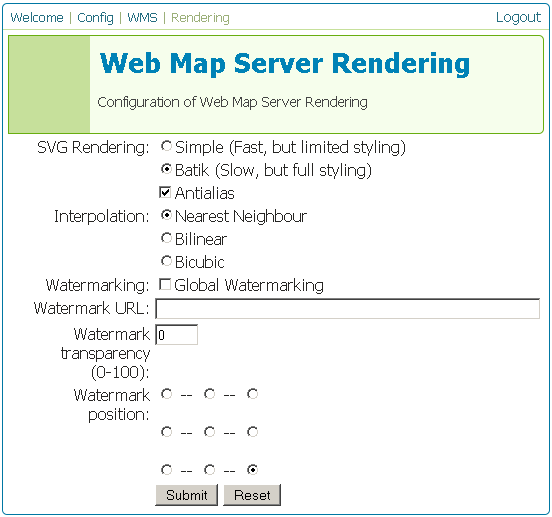 Welcome | Config | WMS | Rendering Logout
Web Map Server Rendering
Configuration of Web Map Server Rendering
SVG Rendering: Simple (Fast, but limited styling)
Batik (Slow, but full styling)
Antialias
Interpolation: Nearest Neighbour
Bilinear
Bicubic
Watermarking: Global Watermarking
Watermark URL:
Watermark 0
transparency
(0-100):
Watermark -- --
position:
-- --
-- --
Submit Reset